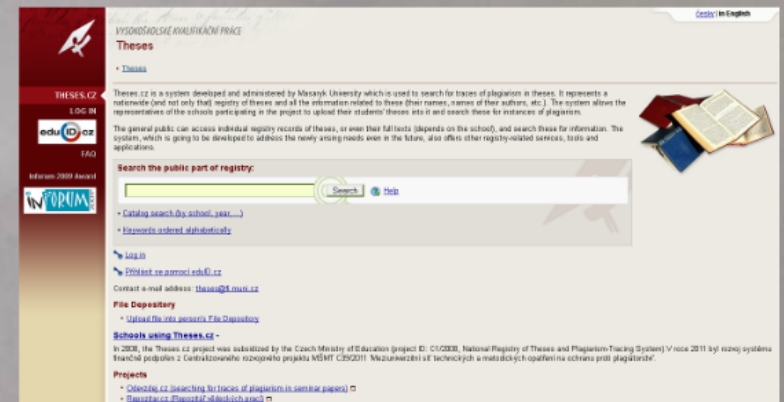 Česky | In English
VYSOKOŠKOLSKÉ KVALIFIKAČNÍ PRÁCE
Theses
• Theses
THESES.CZ
LOG IN
eduID.cz
FAQ
Inforum 2009 Award
INFORUM 2009
Theses.cz is a system developed and administered by Masaryk University which is used to search for traces of plagiarism in theses. It represents a
nationwide (and not only that) registry of theses and all the information related to these (their names, names of their authors, etc.). The system allows the
representatives of the schools participating in the project to upload their students' theses into it and search these for instances of plagiarism.
The general public can access individual registry records of theses, or even their full texts (depends on the school), and search these for information. The
system, which is going to be developed to address the newly arising needs even in the future, also offers other registry-related services, tools and
applications.
Search the public part of registry:
Search Help
• Catalog search (by school, year, ...)
• Keywords ordered alphabetically
Log in
Přihlásit se pomocí eduID.cz
Contact e-mail address: theses@fi.muni.cz
File Depository
• Upload file into person's File Depository
Schools using Theses.cz -
In 2008, the Theses.cz project was subsidized by the Czech Ministry of Education (project ID: C1/2008, National Registry of Theses and Plagiarism-Tracing System).V roce 2011 byl rozvoj systému
finančně podpořen z Centralizovaného rozvojového projektu MŠMT C39/2011 'Meziuniverzitní síť technických a metodických opatření na ochranu proti plagiátorství'.
Projects
• Odevzdej.cz (searching for traces of plagiarism in seminar papers)
• Repozitar.cz (Repozitář vědeckých prací)